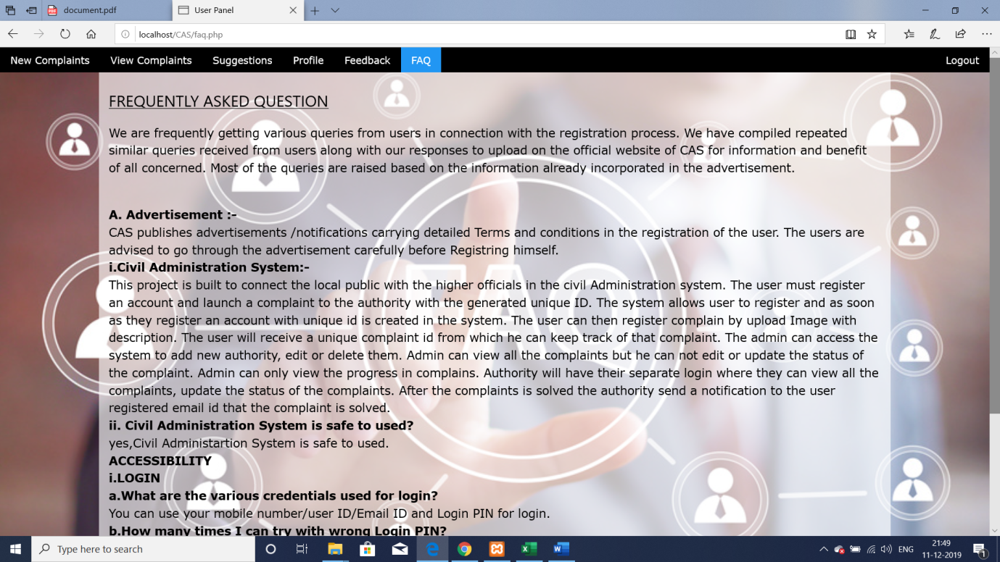 document.pdf
User Panel
localhost/CAS/faq.php
New Complaints View Complaints Suggestions Profile Feedback FAQ Logout
FREQUENTLY ASKED QUESTION
We are frequently getting various queries from users in connection with the registration process. We have compiled repeated
similar queries received from users along with our responses to upload on the official website of CAS for information and benefit
of all concerned. Most of the queries are raised based on the information already incorporated in the advertisement.
A. Advertisement :-
CAS publishes advertisements /notifications carrying detailed Terms and conditions in the registration of the user. The users are
advised to go through the advertisement carefully before Registring himself.
i.Civil Administration System:-
This project is built to connect the local public with the higher officials in the civil Administration system. The user must register
an account and launch a complaint to the authority with the generated unique ID. The system allows user to register and as soon
as they register an account with unique id is created in the system. The user can then register complain by upload Image with
description. The user will receive a unique complaint id from which he can keep track of that complaint. The admin can access the
system to add new authority, edit or delete them. Admin can view all the complaints but he can not edit or update the status of
the complaint. Admin can only view the progress in complains. Authority will have their separate login where they can view all the
complaints, update the status of the complaints. After the complaints is solved the authority send a notification to the user
registered email id that the complaint is solved.
ii. Civil Administration System is safe to used?
yes,Civil Administartion System is safe to used.
ACCESSIBILITY
i.LOGIN
a.What are the various credentials used for login?
You can use your mobile number/user ID/Email ID and Login PIN for login.
b.How many times I can try with wrong Login PIN?
FAQ
Type here to search
ENG
21:49
11-12-2019
1